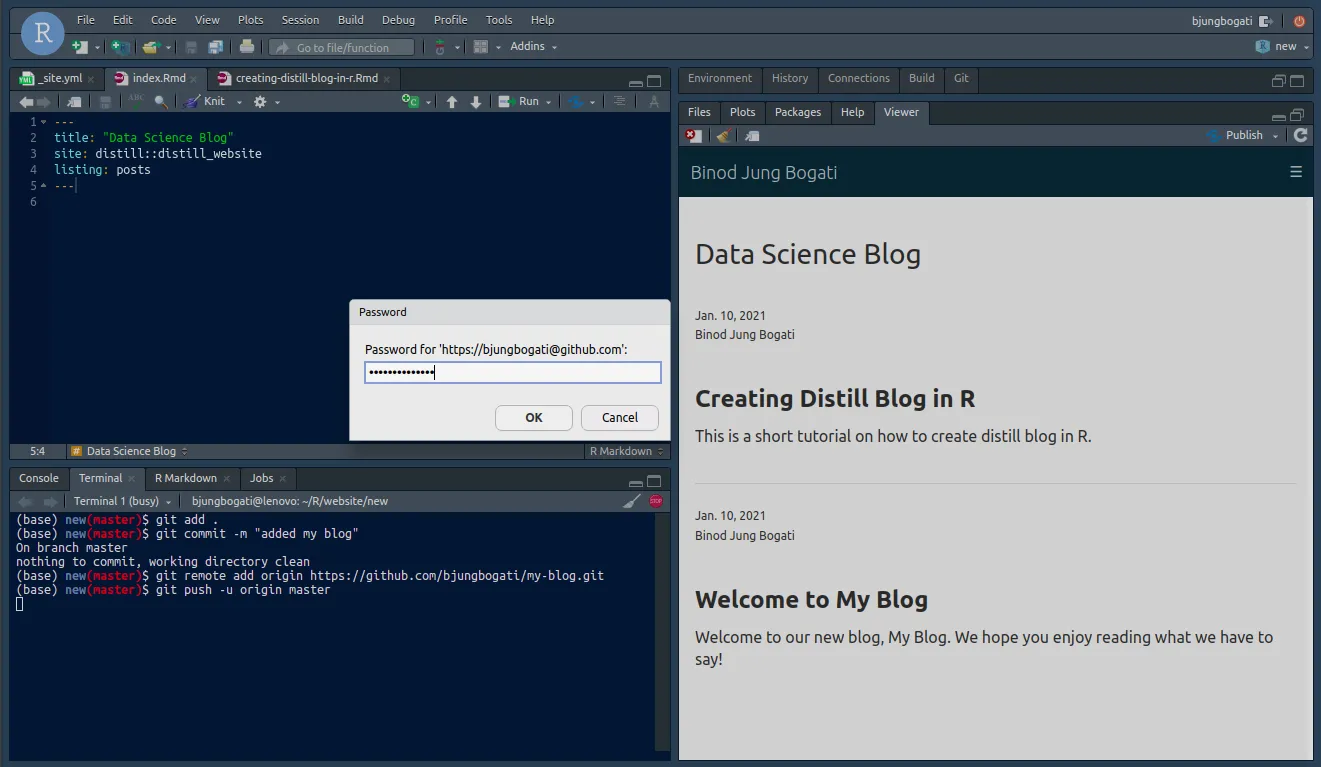 R
File Edit Code View Plots Session Build Debug Profile Tools Help
bjungbogati
Go to file/function
Addins
R new
_site.yml
index.Rmd
creating-distill-blog-in-r.Rmd
ABC Knit Run
1 ---
2 title: "Data Science Blog"
3 site: distill::distill_website
4 listing: posts
5 ---
6
Password
Password for 'https://bjungbogati@github.com':
••••••••••••••
OK Cancel
5:4 # Data Science Blog R Markdown
Console Terminal R Markdown Jobs
Terminal 1 (busy) bjungbogati@lenovo: ~/R/website/new STOP
(base) new(master)$ git add .
(base) new(master)$ git commit -m "added my blog"
On branch master
nothing to commit, working directory clean
(base) new(master)$ git remote add origin https://github.com/bjungbogati/my-blog.git
(base) new(master)$ git push -u origin master
Environment History Connections Build Git
Files Plots Packages Help Viewer
Publish
Binod Jung Bogati
Data Science Blog
Jan. 10, 2021
Binod Jung Bogati
Creating Distill Blog in R
This is a short tutorial on how to create distill blog in R.
Jan. 10, 2021
Binod Jung Bogati
Welcome to My Blog
Welcome to our new blog, My Blog. We hope you enjoy reading what we have to
say!